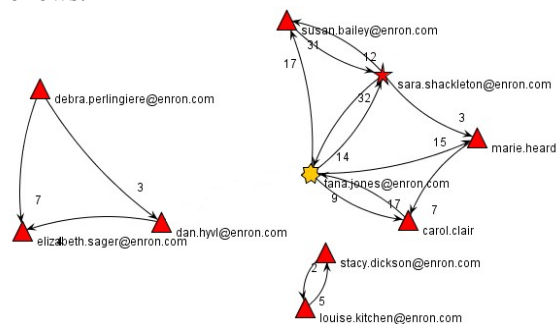 susan.bailey@enron.com
31
12
17
sara.shackleton@enron.com
debra.perlingiere@enron.com
32
3
15
marie.heard
14
tana.jones@enron.com
3
7
9
17
7
dan.hyvl@enron.com
carol.clair
elizabeth.sager@enron.com
stacy.dickson@enron.com
2
5
louise.kitchen@enron.com